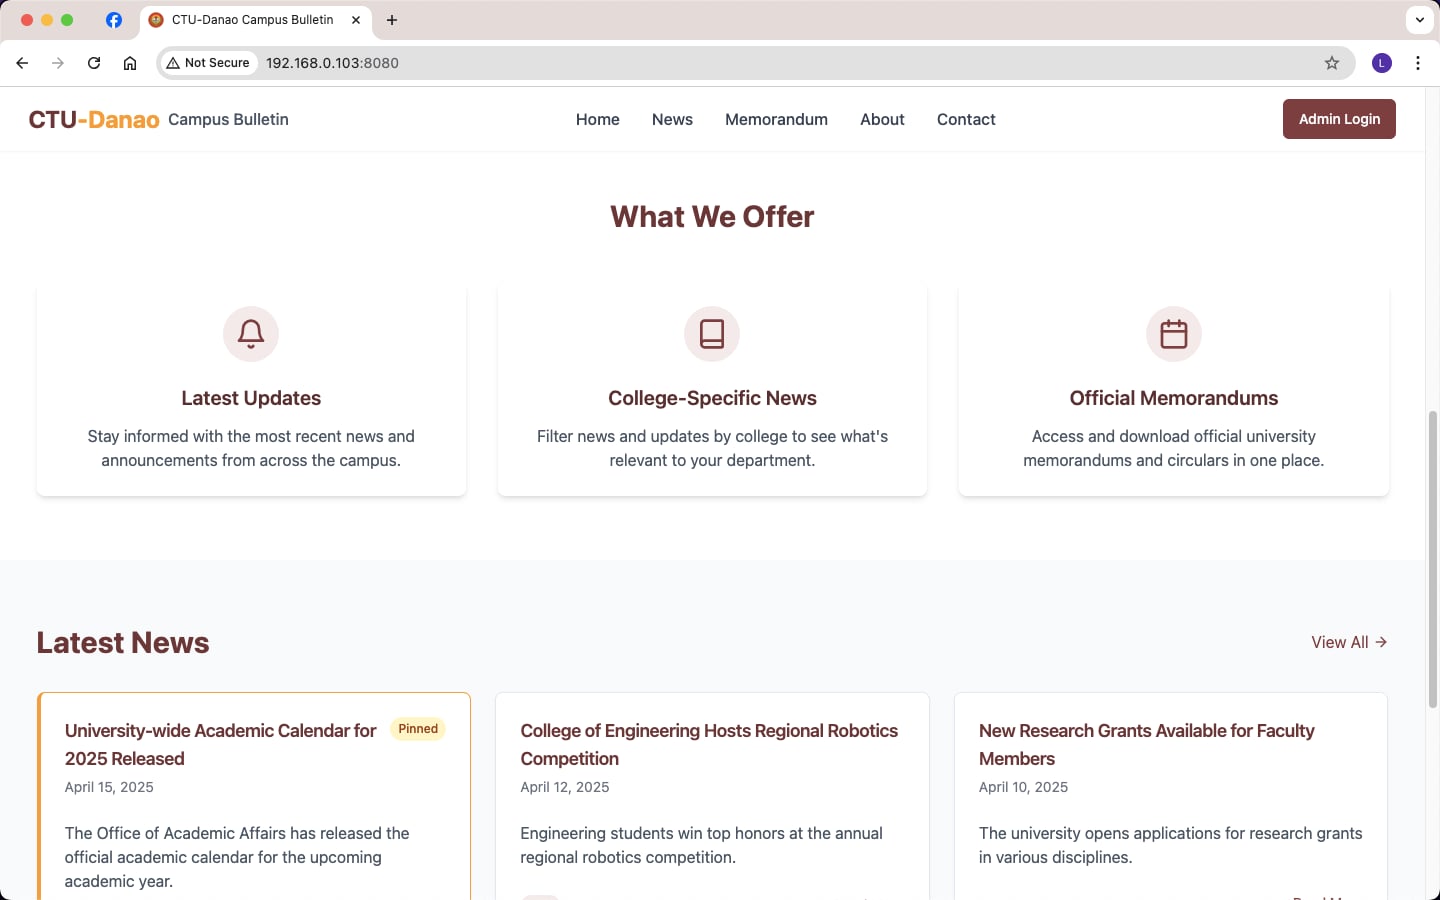 CTU-Danao Campus Bulletin
Not Secure
192.168.0.103:8080
L
CTU-Danao Campus Bulletin
Home
News
Memorandum
About
Contact
Admin Login
What We Offer
Latest Updates
Stay informed with the most recent news and
announcements from across the campus.
College-Specific News
Filter news and updates by college to see what's
relevant to your department.
Official Memorandums
Access and download official university
memorandums and circulars in one place.
Latest News
View All
University-wide Academic Calendar for
2025 Released
Pinned
April 15, 2025
The Office of Academic Affairs has released the
official academic calendar for the upcoming
academic year.
College of Engineering Hosts Regional Robotics
Competition
April 12, 2025
Engineering students win top honors at the annual
regional robotics competition.
New Research Grants Available for Faculty
Members
April 10, 2025
The university opens applications for research grants
in various disciplines.